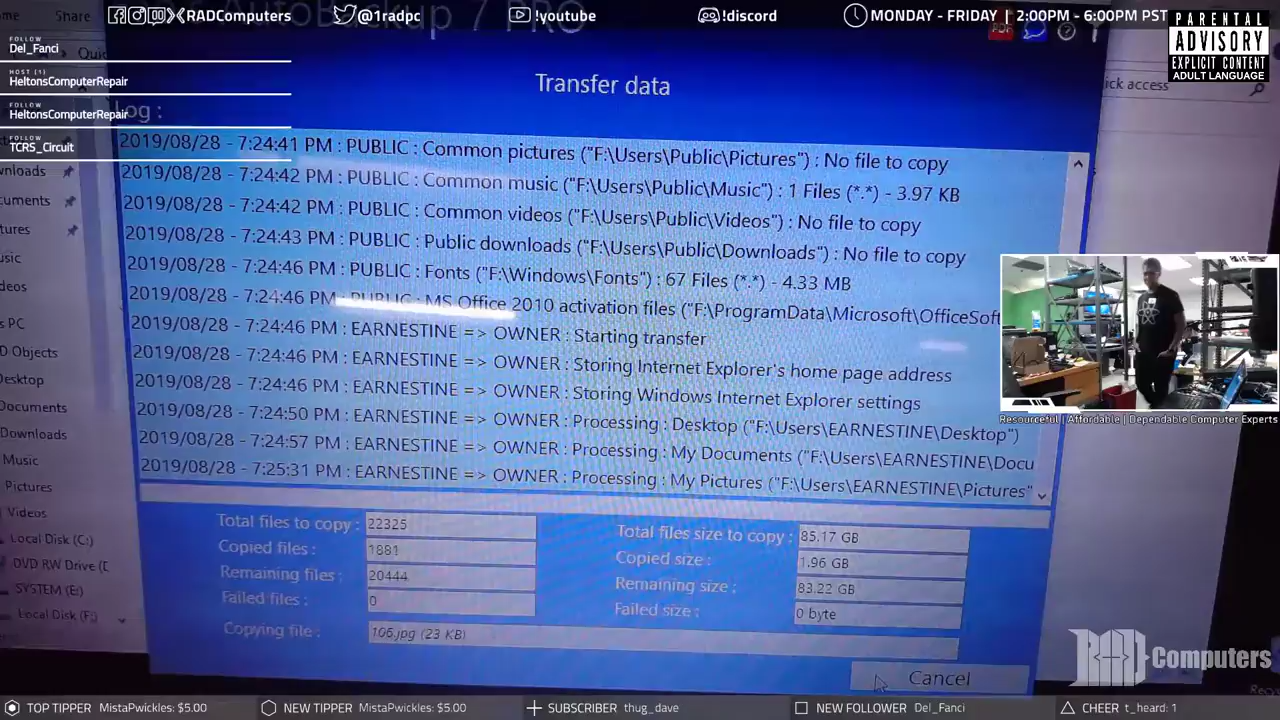 RADComputers
@1radpc
!youtube
!discord
MONDAY - FRIDAY | 2:00PM - 6:00PM PST
PARENTAL
ADVISORY
EXPLICIT CONTENT
ADULT LANGUAGE
Share
AutoBackup 7 PRO
PDF
FOLLOW
Del_Fanci
HOST [1]
HeltonsComputerRepair
FOLLOW
HeltonsComputerRepair
FOLLOW
TCRS_Circuit
Transfer data
Log :
ick access
2019/08/28 - 7:24:41 PM : PUBLIC : Common pictures ("F:\Users\Public\Pictures") : No file to copy
2019/08/28 - 7:24:42 PM : PUBLIC : Common music ("F:\Users\Public\Music") : 1 Files (*.*) - 3.97 KB
2019/08/28 - 7:24:42 PM : PUBLIC : Common videos ("F:\Users\Public\Videos") : No file to copy
2019/08/28 - 7:24:43 PM : PUBLIC : Public downloads ("F:\Users\Public\Downloads") : No file to copy
2019/08/28 - 7:24:46 PM : PUBLIC : Fonts ("F:\Windows\Fonts") : 67 Files (*.*) - 4.33 MB
2019/08/28 - 7:24:46 PM : PUBLIC : MS Office 2010 activation files ("F:\ProgramData\Microsoft\OfficeSoft
2019/08/28 - 7:24:46 PM : EARNESTINE => OWNER : Starting transfer
2019/08/28 - 7:24:46 PM : EARNESTINE => OWNER : Storing Internet Explorer's home page address
2019/08/28 - 7:24:46 PM : EARNESTINE => OWNER : Storing Windows Internet Explorer settings
2019/08/28 - 7:24:50 PM : EARNESTINE => OWNER : Processing : Desktop ("F:\Users\EARNESTINE\Desktop")
2019/08/28 - 7:24:57 PM : EARNESTINE => OWNER : Processing : My Documents ("F:\Users\EARNESTINE\Docu
2019/08/28 - 7:25:31 PM : EARNESTINE => OWNER : Processing : My Pictures ("F:\Users\EARNESTINE\Pictures"
wnloads
cuments
tures
sic
deos
s PC
D Objects
esktop
Documents
Downloads
Music
Pictures
Videos
Local Disk (C:)
DVD RW Drive (D
SYSTEM (E:)
Local Disk (F:)
Total files to copy : 22325
Copied files : 1881
Remaining files : 20444
Failed files : 0
Total files size to copy : 85.17 GB
Copied size : 1.96 GB
Remaining size : 83.22 GB
Failed size : 0 byte
Copying file : 106.jpg (23 KB)
Cancel
Resourceful | Affordable | Dependable Computer Experts
RAD Computers
TOP TIPPER MistaPwickles: $5.00
NEW TIPPER MistaPwickles: $5.00
SUBSCRIBER thug_dave
NEW FOLLOWER Del_Fanci
CHEER t_heard: 1